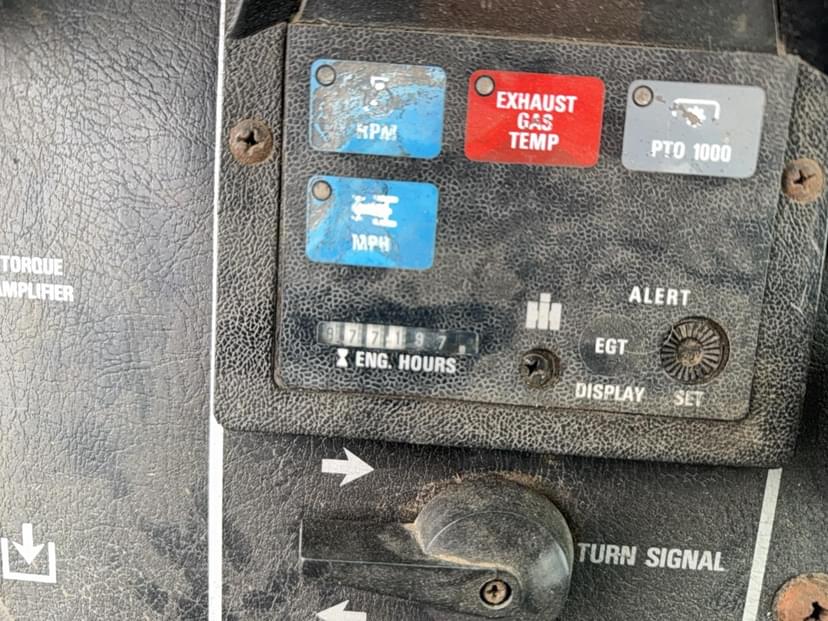 RPM
EXHAUST
GAS
TEMP
PTO 1000
MPH
TORQUE
AMPLIFIER
ALERT
EGT
ENG. HOURS
DISPLAY
SET
TURN SIGNAL